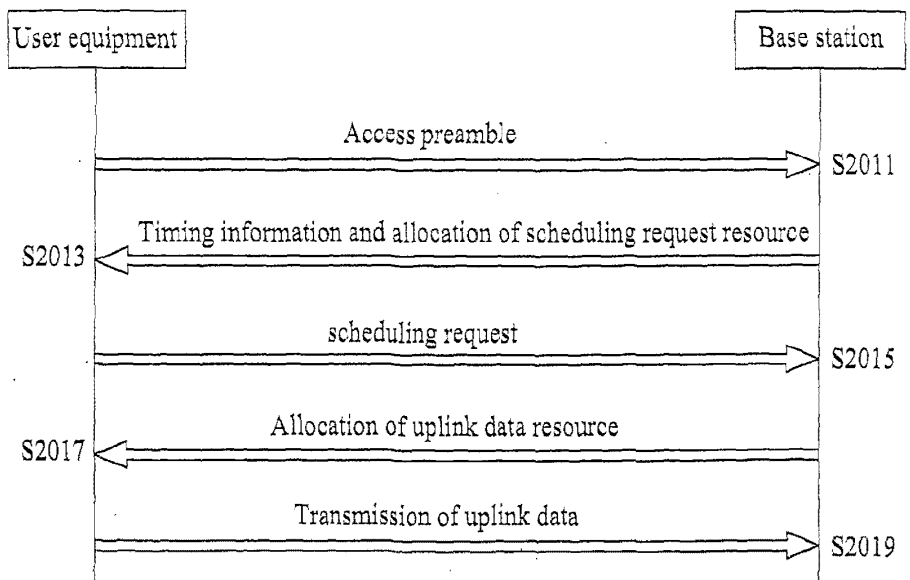 User equipment
Base station
Access preamble
S2011
Timing information and allocation of scheduling request resource
S2013
scheduling request
S2015
Allocation of uplink data resource
S2017
Transmission of uplink data
S2019